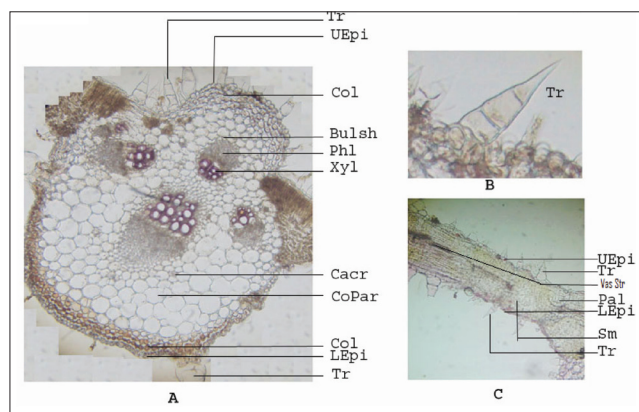 Tr
UEpi
Col
Bulsh
Phl
Xyl
Cacr
CoPar
Col
LEpi
Tr
A
Tr
B
UEpi
Tr
Vas Str
Pal
LEpi
Sm
Tr
C